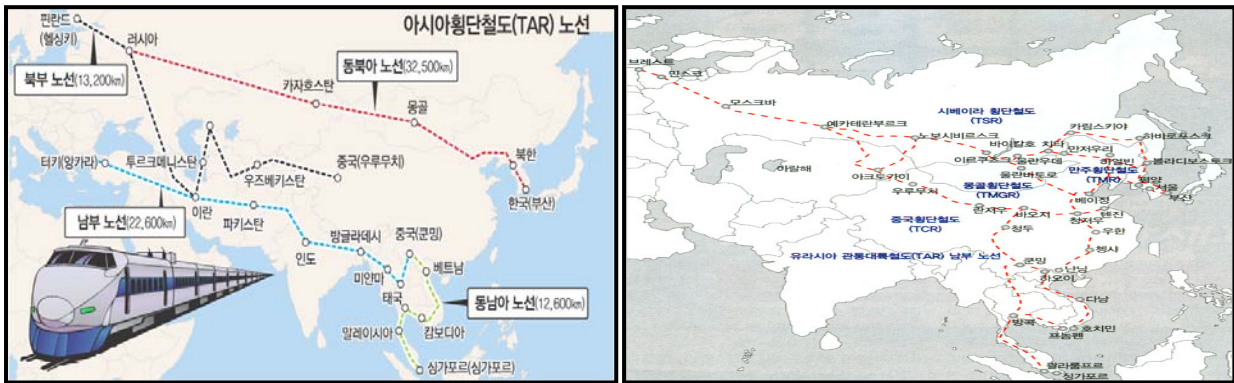 아시아횡단철도(TAR) 노선
핀란드
(헬싱키)
러시아
북부 노선(13,200㎞)
동북아 노선(32,500㎞)
카자흐스탄
몽골
북한
한국(부산)
터키(앙카라)
투르크메니스탄
우즈베키스탄
중국(우루무치)
이란
파키스탄
남부 노선(22,600㎞)
인도
방글라데시
중국(쿤밍)
미얀마
베트남
태국
동남아 노선(12,600㎞)
말레이시아
캄보디아
싱가포르(싱가포르)
브레스트
민스크
모스크바
예카테린부르크
시베이라 횡단철도
(TSR)
노보시비르스크
카림스키야
하바로프스크
바이칼호
치타
만저우리
이르쿠츠크
울란우데
하얼빈
블라디보스토크
울란바토르
만주횡단철도
(TMR)
아랄해
아크토가이
우루무치
몽골횡단철도
(TMGR)
평양
서울
부산
베이징
란저우
바오지
정저우
텐진
중국횡단철도
(TCR)
청두
우한
헝샤
유라시아 관통대륙철도(TAR) 남부 노선
쿤밍
난닝
하오이
다낭
방콕
프놈펜
호치민
콸라룸프르
싱가포르